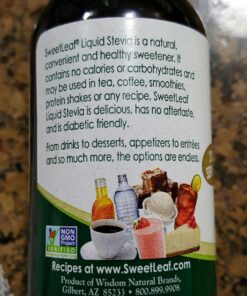 SweetLeaf® Liquid Stevia is a natural,
convenient and healthy sweetener. It
contains no calories or carbohydrates and
may be used in tea, coffee, smoothies,
protein shakes or any recipe. SweetLeaf
Liquid Stevia is delicious, has no aftertaste,
and is diabetic friendly.
From drinks to desserts, appetizers to entrées
and so much more, the options are endless.
NON
GMO
Project
VERIFIED
Recipes at www.SweetLeaf.com
Product of Wisdom Natural Brands,
Gilbert, AZ 85233 • 800.899.9908